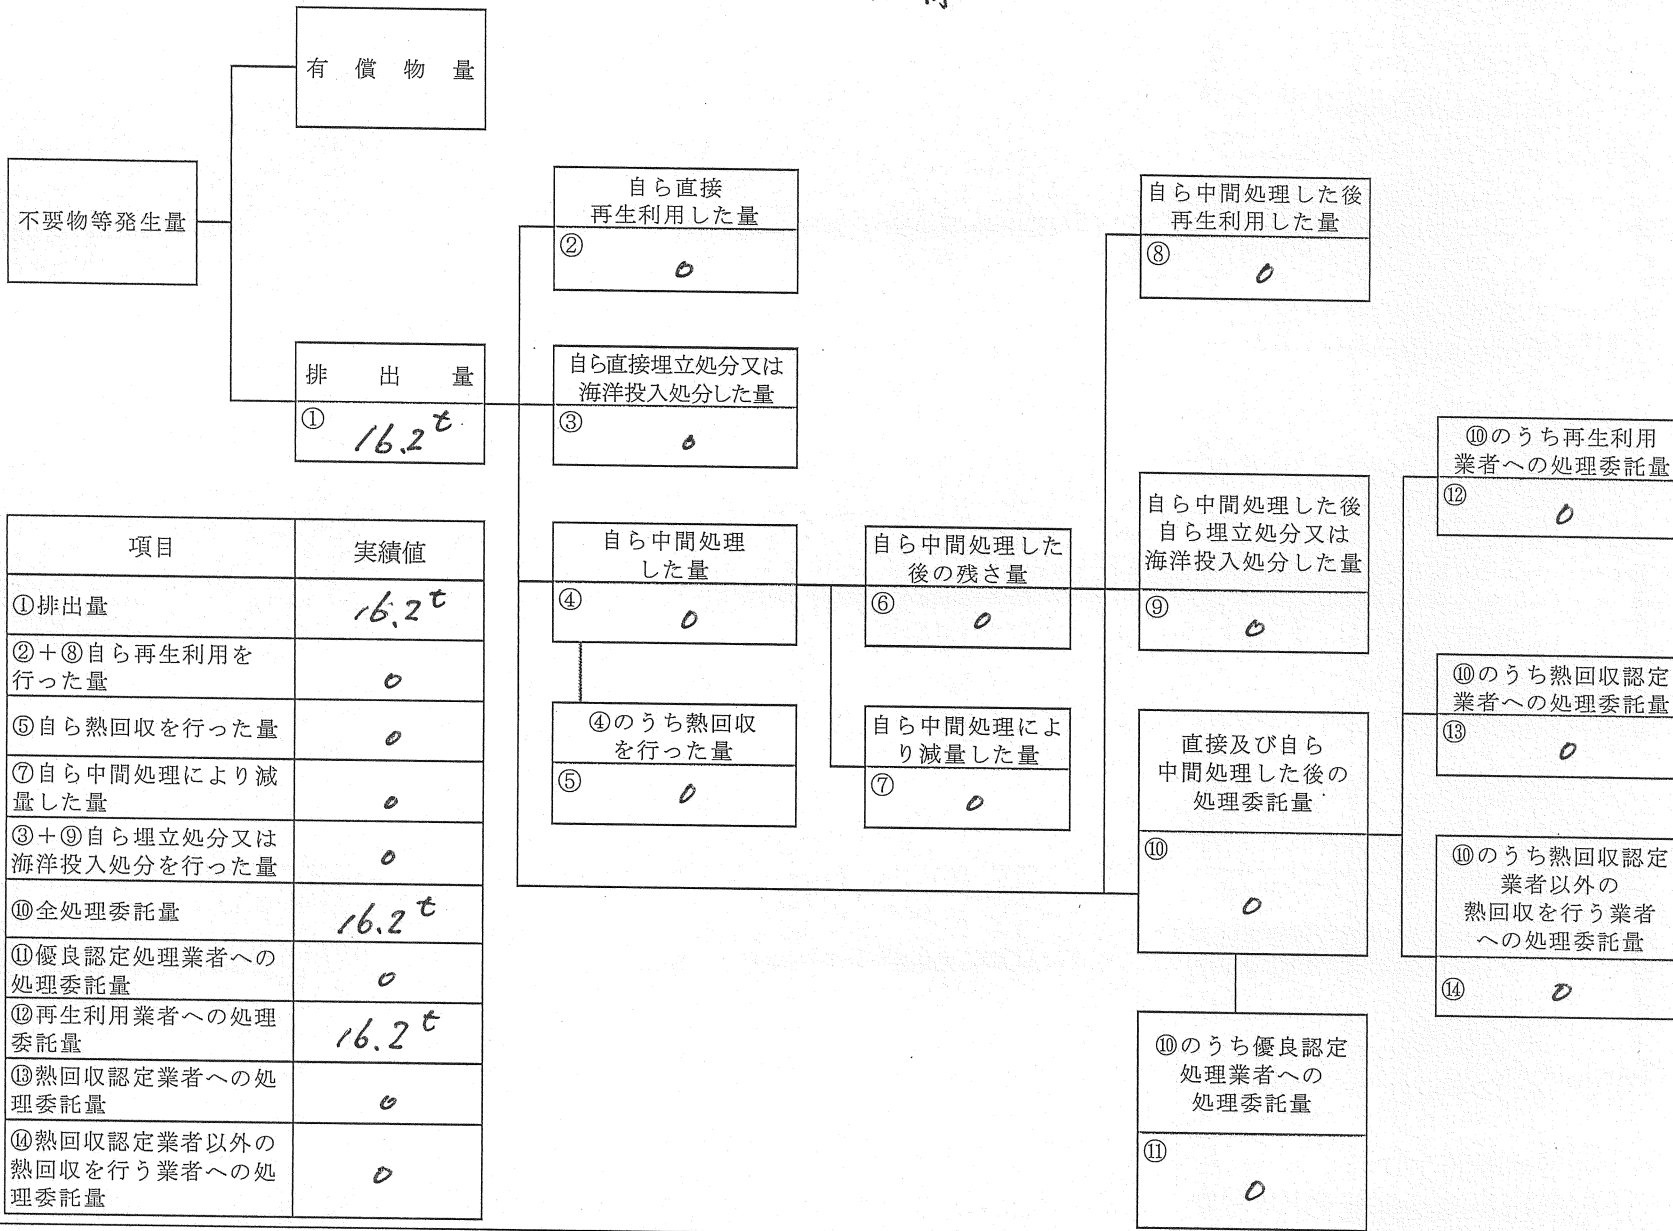 有償物量
不要物等発生量
排出量
① 16.2t
自ら直接
再生利用した量
②
0
自ら直接埋立処分又は
海洋投入処分した量
③
0
自ら中間処理
した量
④
0
④のうち熱回収
を行った量
⑤
0
自ら中間処理した
後の残さ量
⑥
0
自ら中間処理によ
り減量した量
⑦
0
自ら中間処理した後
再生利用した量
⑧
0
自ら中間処理した後
自ら埋立処分又は
海洋投入処分した量
⑨
0
直接及び自ら
中間処理した後の
処理委託量
⑩
0
⑩のうち優良認定
処理業者への
処理委託量
⑪
0
⑩のうち再生利用
業者への処理委託量
⑫
0
⑩のうち熱回収認定
業者への処理委託量
⑬
0
⑩のうち熱回収認定
業者以外の
熱回収を行う業者
への処理委託量
⑭ 0
項目 実績値
①排出量 16.2t
②+⑧自ら再生利用を
行った量 0
⑤自ら熱回収を行った量 0
⑦自ら中間処理により減
量した量 0
③+⑨自ら埋立処分又は
海洋投入処分を行った量 0
⑩全処理委託量 16.2t
⑪優良認定処理業者への
処理委託量 0
⑫再生利用業者への処理
委託量 16.2t
⑬熱回収認定業者への処
理委託量 0
⑭熱回収認定業者以外の
熱回収を行う業者への処
理委託量 0